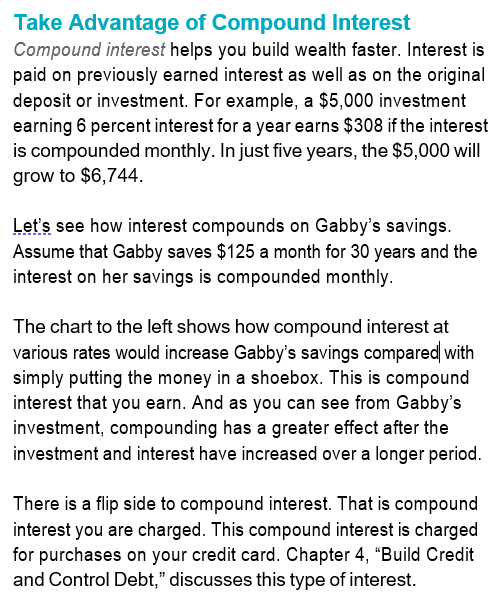 Take Advantage of Compound Interest
Compound interest helps you build wealth faster. Interest is
paid on previously earned interest as well as on the original
deposit or investment. For example, a $5,000 investment
earning 6 percent interest for a year earns $308 if the interest
is compounded monthly. In just five years, the $5,000 will
grow to $6,744.
Let’s see how interest compounds on Gabby’s savings.
Assume that Gabby saves $125 a month for 30 years and the
interest on her savings is compounded monthly.
The chart to the left shows how compound interest at
various rates would increase Gabby’s savings compared with
simply putting the money in a shoebox. This is compound
interest that you earn. And as you can see from Gabby’s
investment, compounding has a greater effect after the
investment and interest have increased over a longer period.
There is a flip side to compound interest. That is compound
interest you are charged. This compound interest is charged
for purchases on your credit card. Chapter 4, “Build Credit
and Control Debt,” discusses this type of interest.